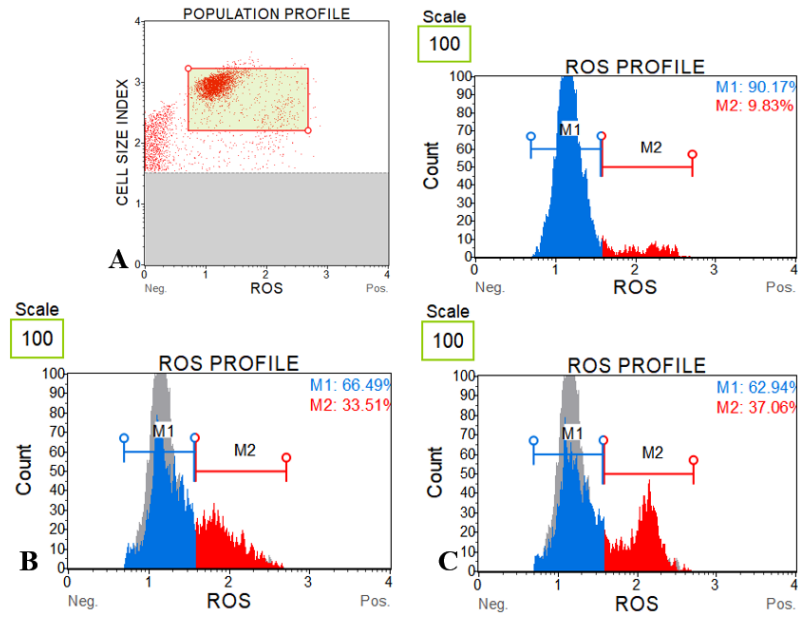 POPULATION PROFILE
4
3
2
1
0
CELL SIZE INDEX
A
0 1 2 3 4
Neg. ROS Pos.
Scale
100
ROS PROFILE
M1: 90.17%
M2: 9.83%
100
90
80
70
60
50
40
30
20
10
0
Count
M1
M2
0 1 2 3 4
Neg. ROS Pos.
Scale
100
ROS PROFILE
M1: 66.49%
M2: 33.51%
100
90
80
70
60
50
40
30
20
10
0
Count
M1
M2
B
0 1 2 3 4
Neg. ROS Pos.
Scale
100
ROS PROFILE
M1: 62.94%
M2: 37.06%
100
90
80
70
60
50
40
30
20
10
0
Count
M1
M2
C
0 1 2 3 4
Neg. ROS Pos.